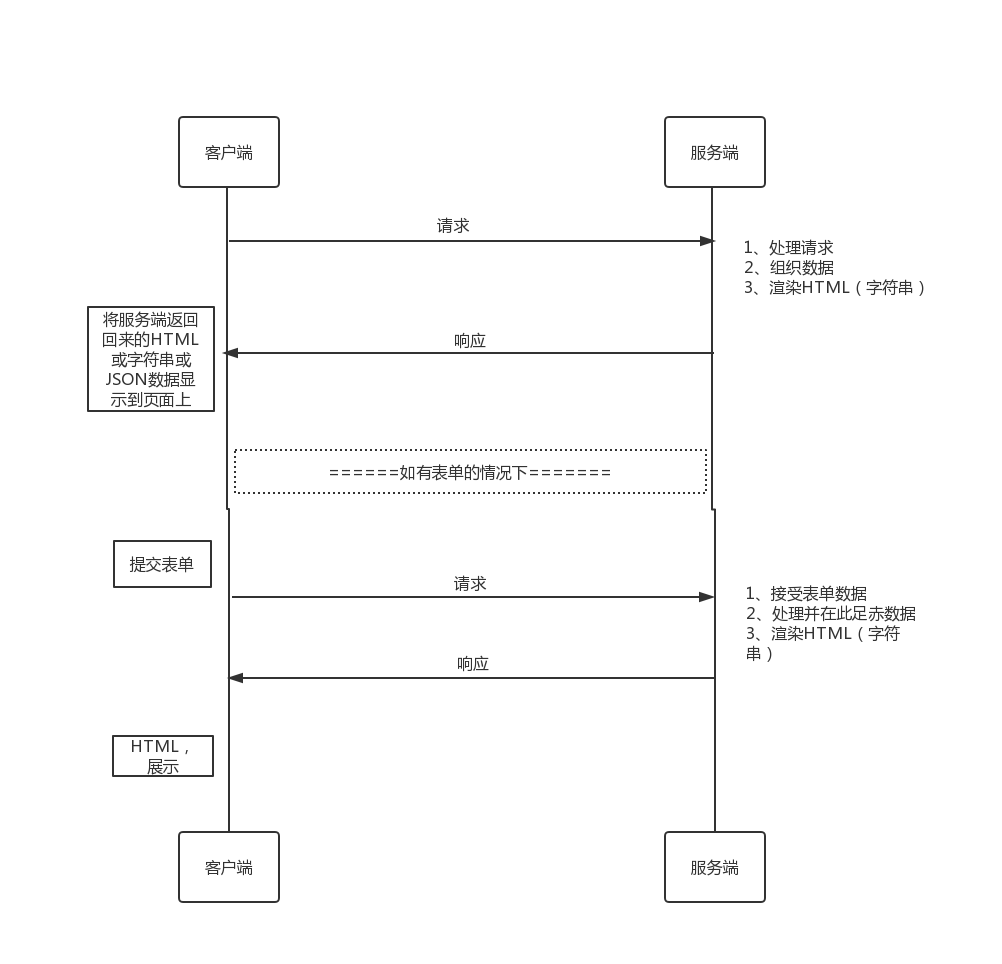 客户端
服务端
请求
1、处理请求
2、组织数据
3、渲染HTML（字符串）
将服务端返回
回来的HTML
或字符串或
JSON数据显
示到页面上
响应
======如有表单的情况下=======
提交表单
请求
1、接受表单数据
2、处理并在此足赤数据
3、渲染HTML（字符
串）
响应
HTML，
展示
客户端
服务端